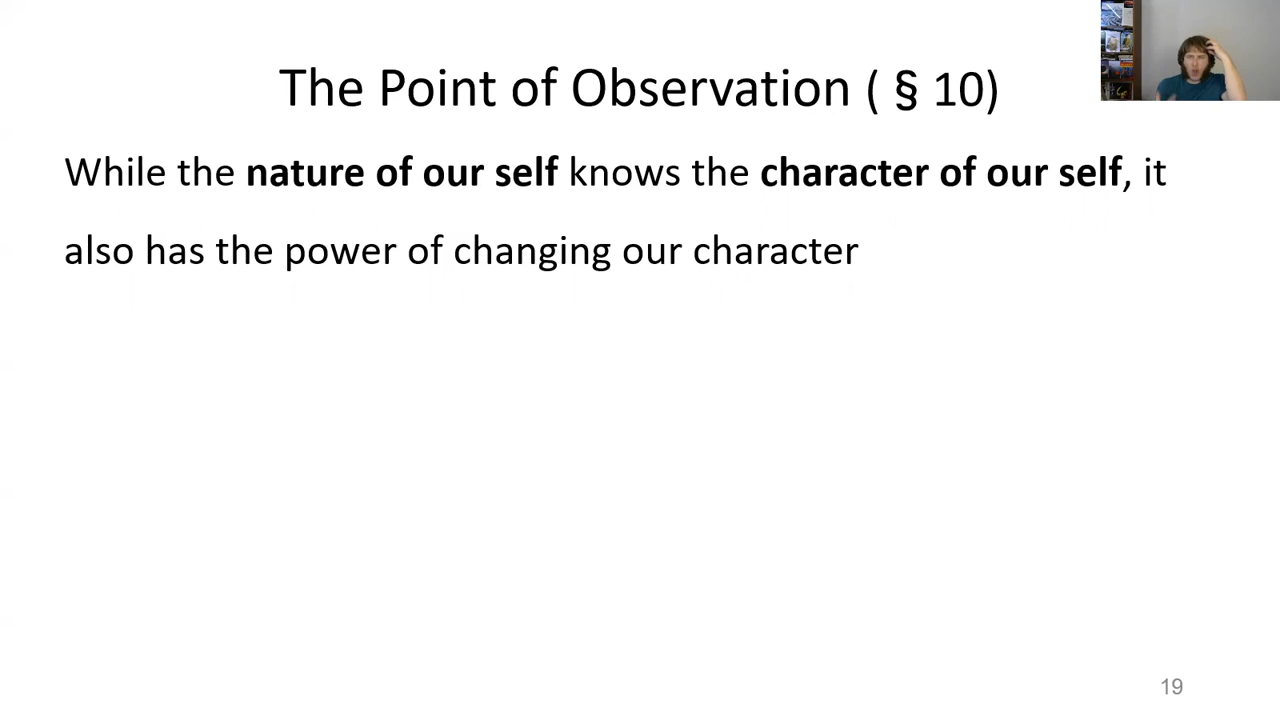 The Point of Observation ( § 10)
While the nature of our self knows the character of our self, it
also has the power of changing our character
19